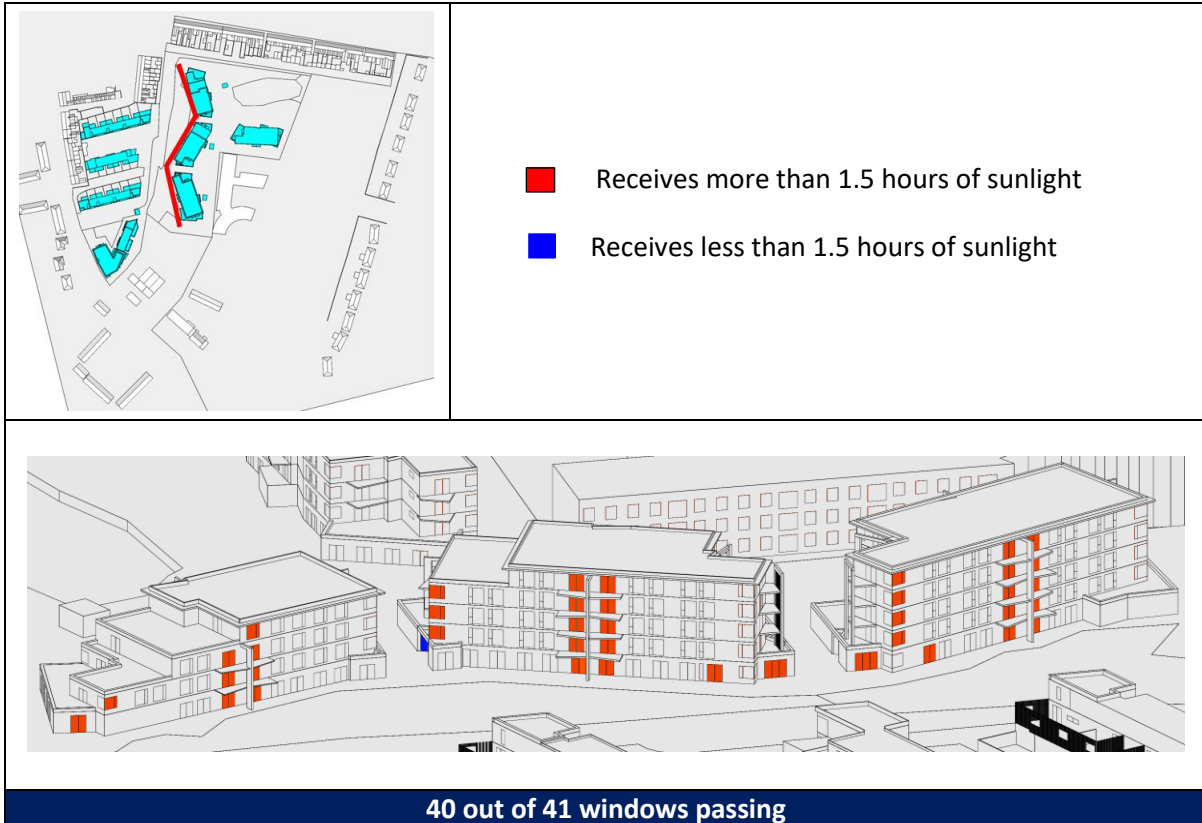 Receives more than 1.5 hours of sunlight
Receives less than 1.5 hours of sunlight
40 out of 41 windows passing